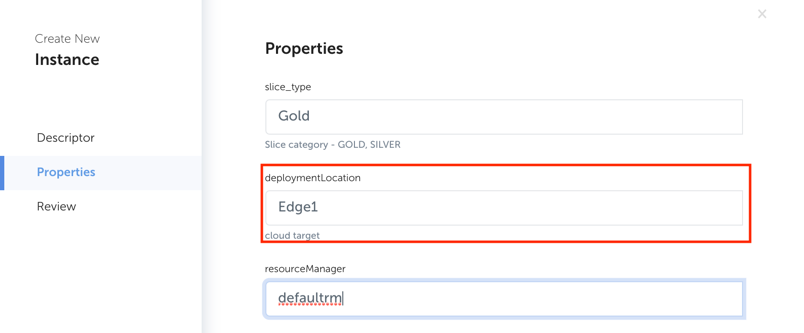 Create New
Instance
Descriptor
Properties
Review
Properties
slice_type
Gold
Slice category - GOLD, SILVER
deploymentLocation
Edge1
cloud target
resourceManager
defaultrm